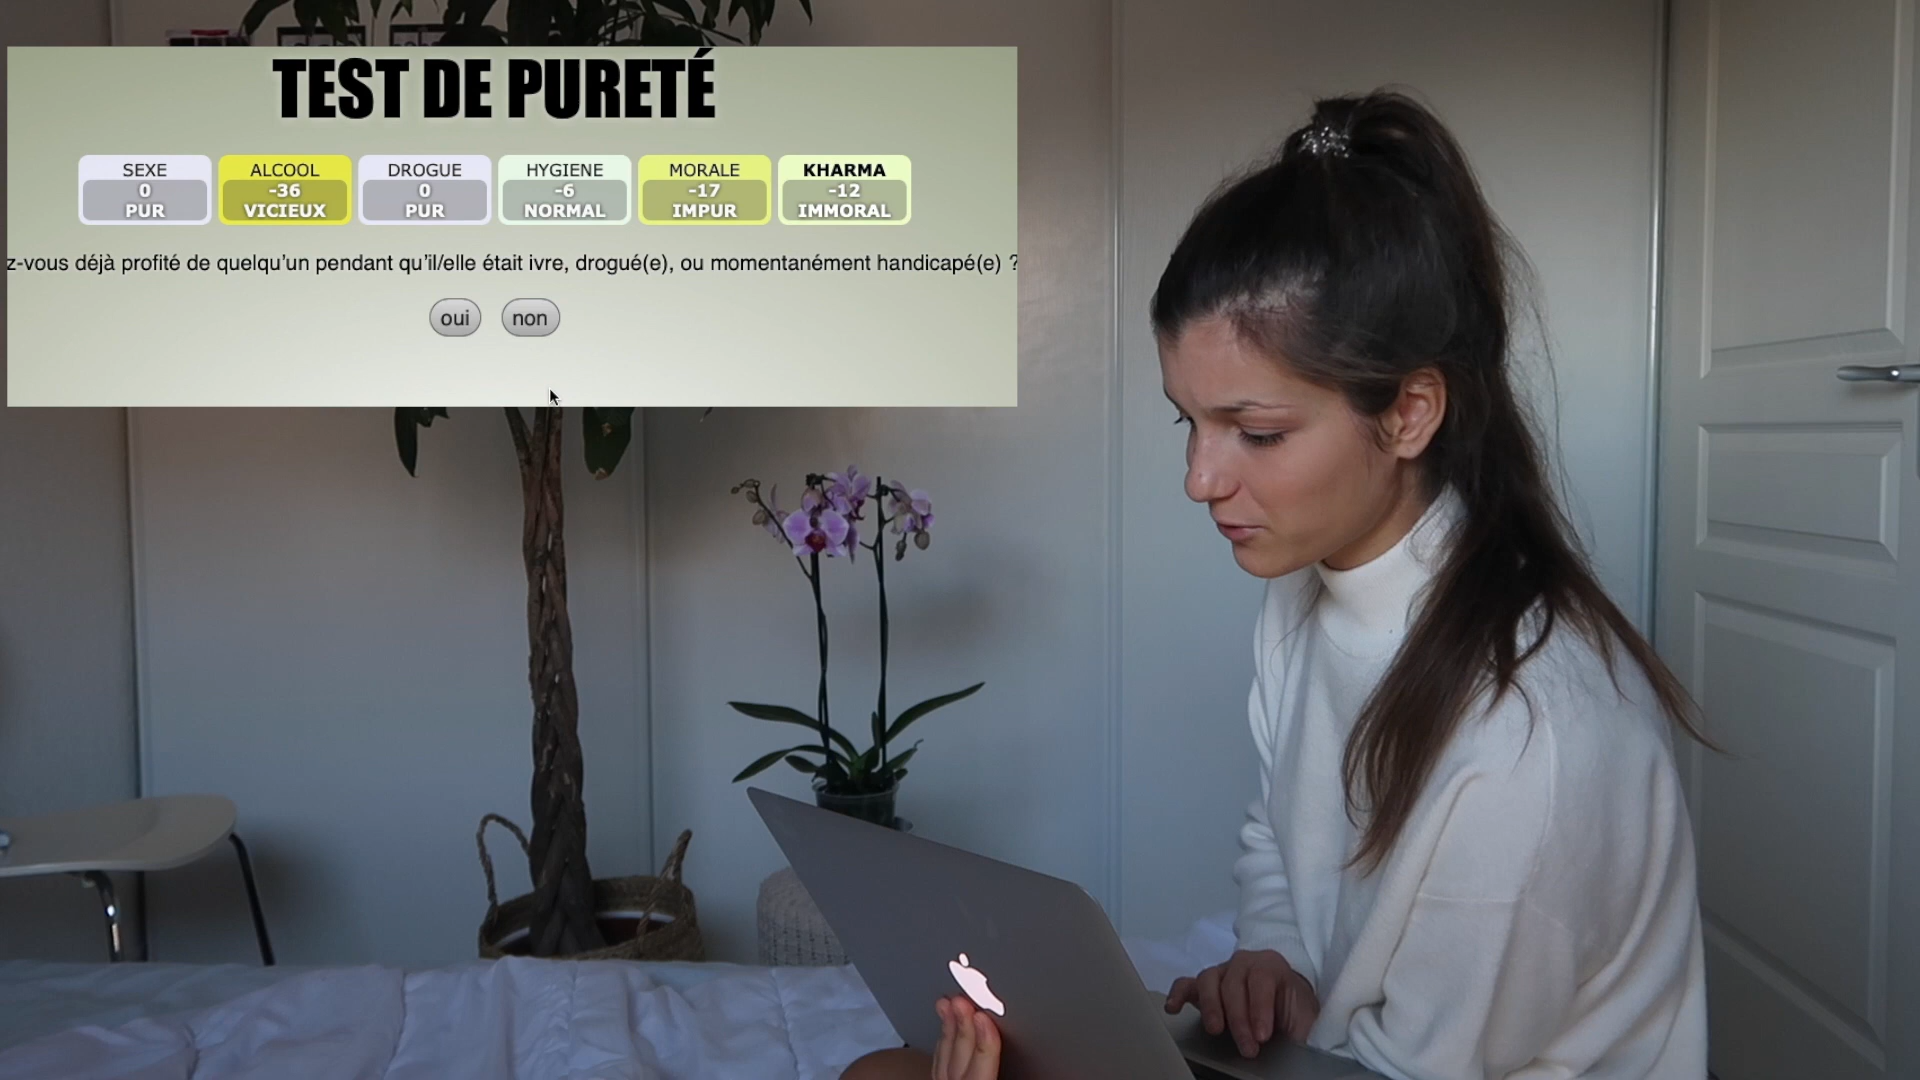 TEST DE PURETÉ
SEXE ALCOOL DROGUE HYGIENE MORALE KHARMA
0 -36 0 -6 -17 -12
PUR VICIEUX PUR NORMAL IMPUR IMMORAL
z-vous déjà profité de quelqu'un pendant qu'il/elle était ivre, drogué(e), ou momentanément handicapé(e) ?
oui non